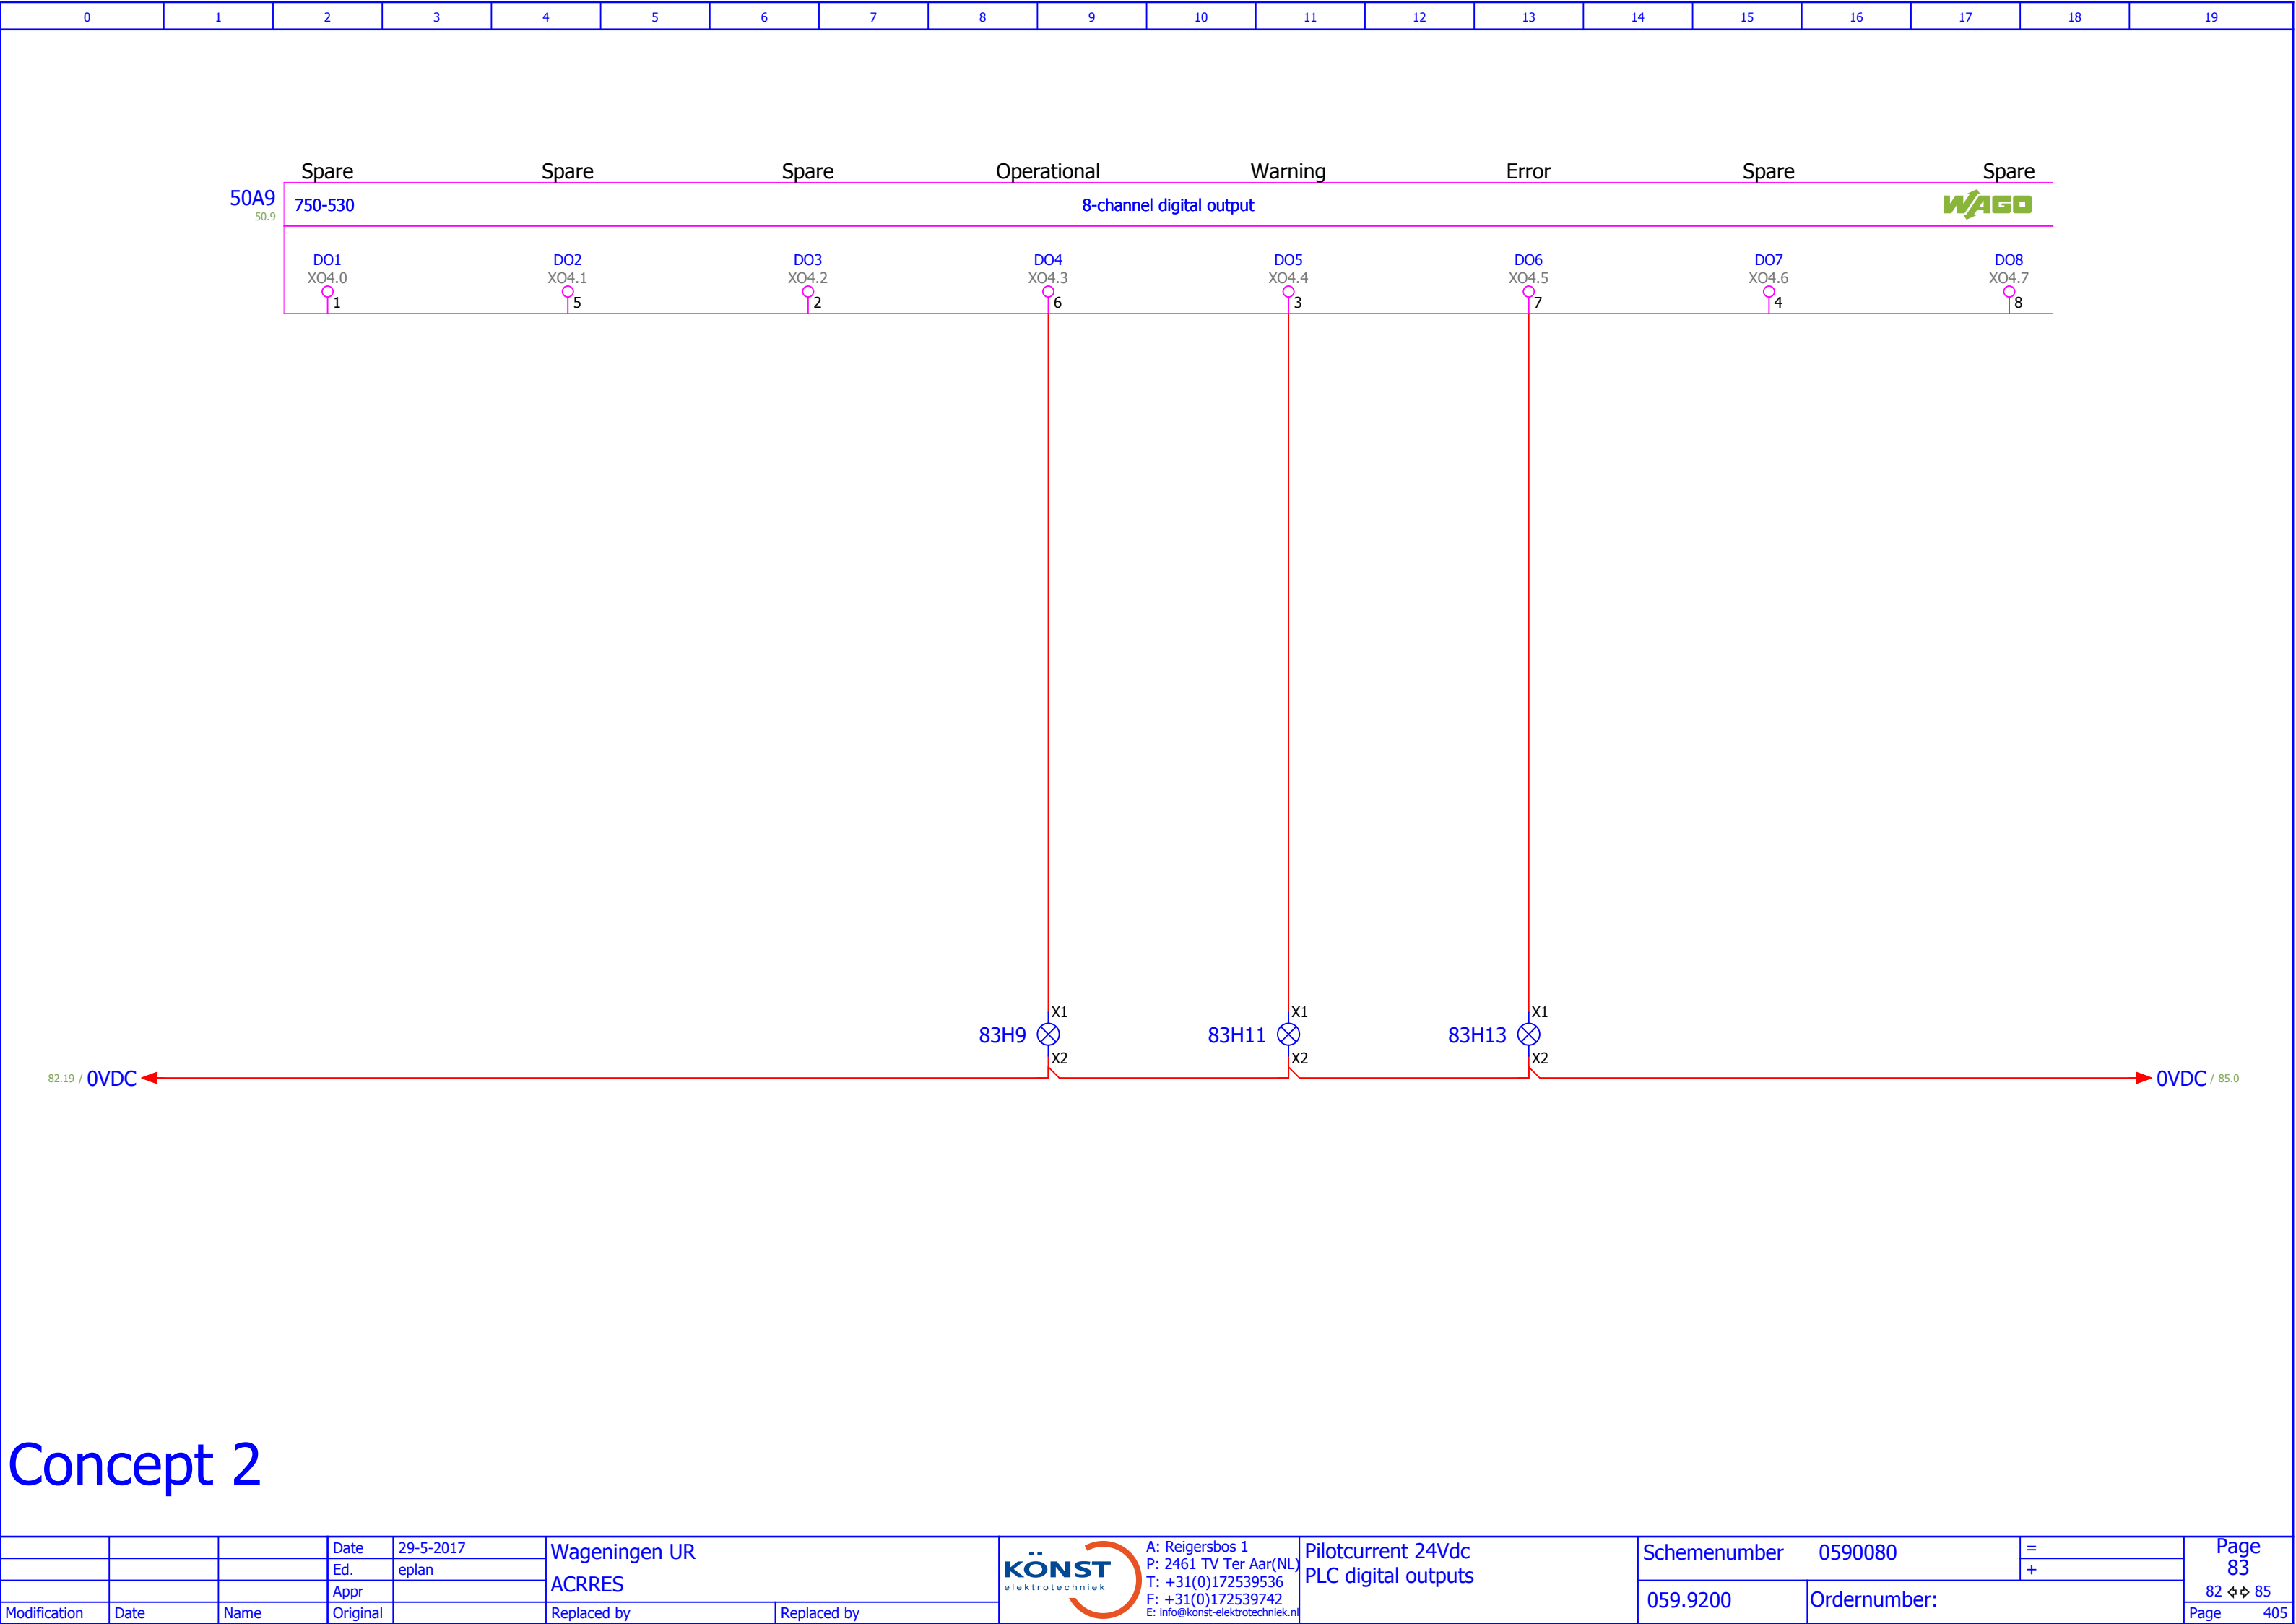 0 1 2 3 4 5 6 7 8 9 10 11 12 13 14 15 16 17 18 19
Spare Spare Spare Operational Warning Error Spare Spare
50A9 750-530 8-channel digital output WAGO
50.9
DO1 DO2 DO3 DO4 DO5 DO6 DO7 DO8
XO4.0 XO4.1 XO4.2 XO4.3 XO4.4 XO4.5 XO4.6 XO4.7
1 5 2 6 3 7 4 8
X1 X1 X1
83H9 83H11 83H13
X2 X2 X2
82.19 / 0VDC 0VDC / 85.0
Concept 2
Modification Date Name
Date 29-5-2017
Ed. eplan
Appr
Original
Wageningen UR
ACRRES
Replaced by Replaced by
KÖNST
elektrotechniek
A: Reigersbos 1
P: 2461 TV Ter Aar(NL)
T: +31(0)172539536
F: +31(0)172539742
E: info@konst-elektrotechniek.nl
Pilotcurrent 24Vdc
PLC digital outputs
Schemenumber 0590080
059.9200 Ordernumber:
=
+
Page
83
82 85
Page 405